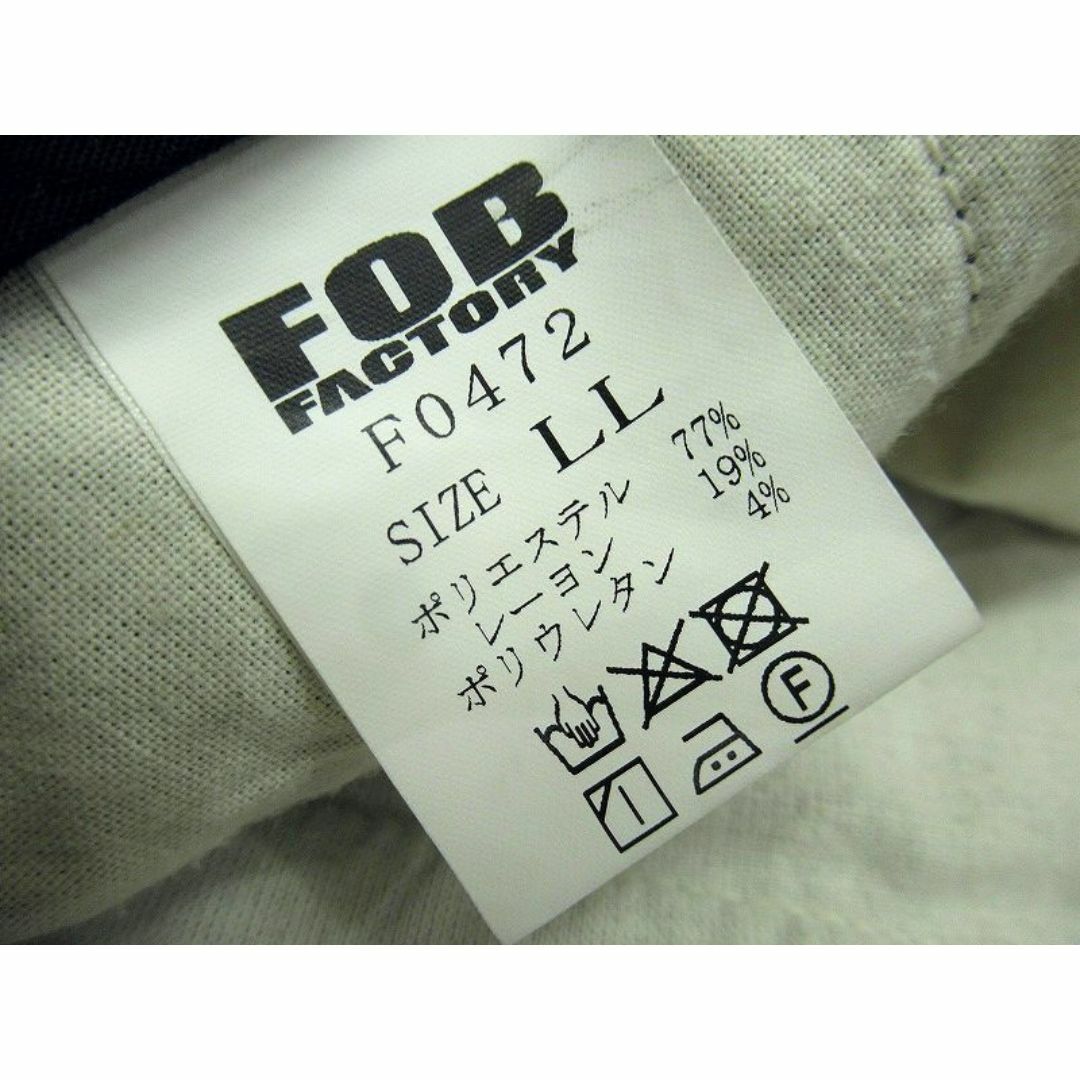 FOB
FACTORY
F0472
SIZE LL
ポリエステル 77%
レーヨン 19%
ポリウレタン 4%
F